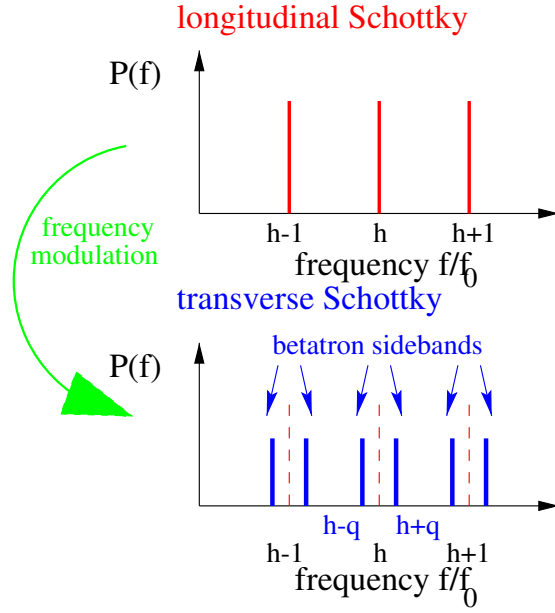 longitudinal Schottky
P(f)
h-1 h h+1
frequency f/f0
frequency
modulation
transverse Schottky
P(f)
betatron sidebands
h-q h+q
h-1 h h+1
frequency f/f0